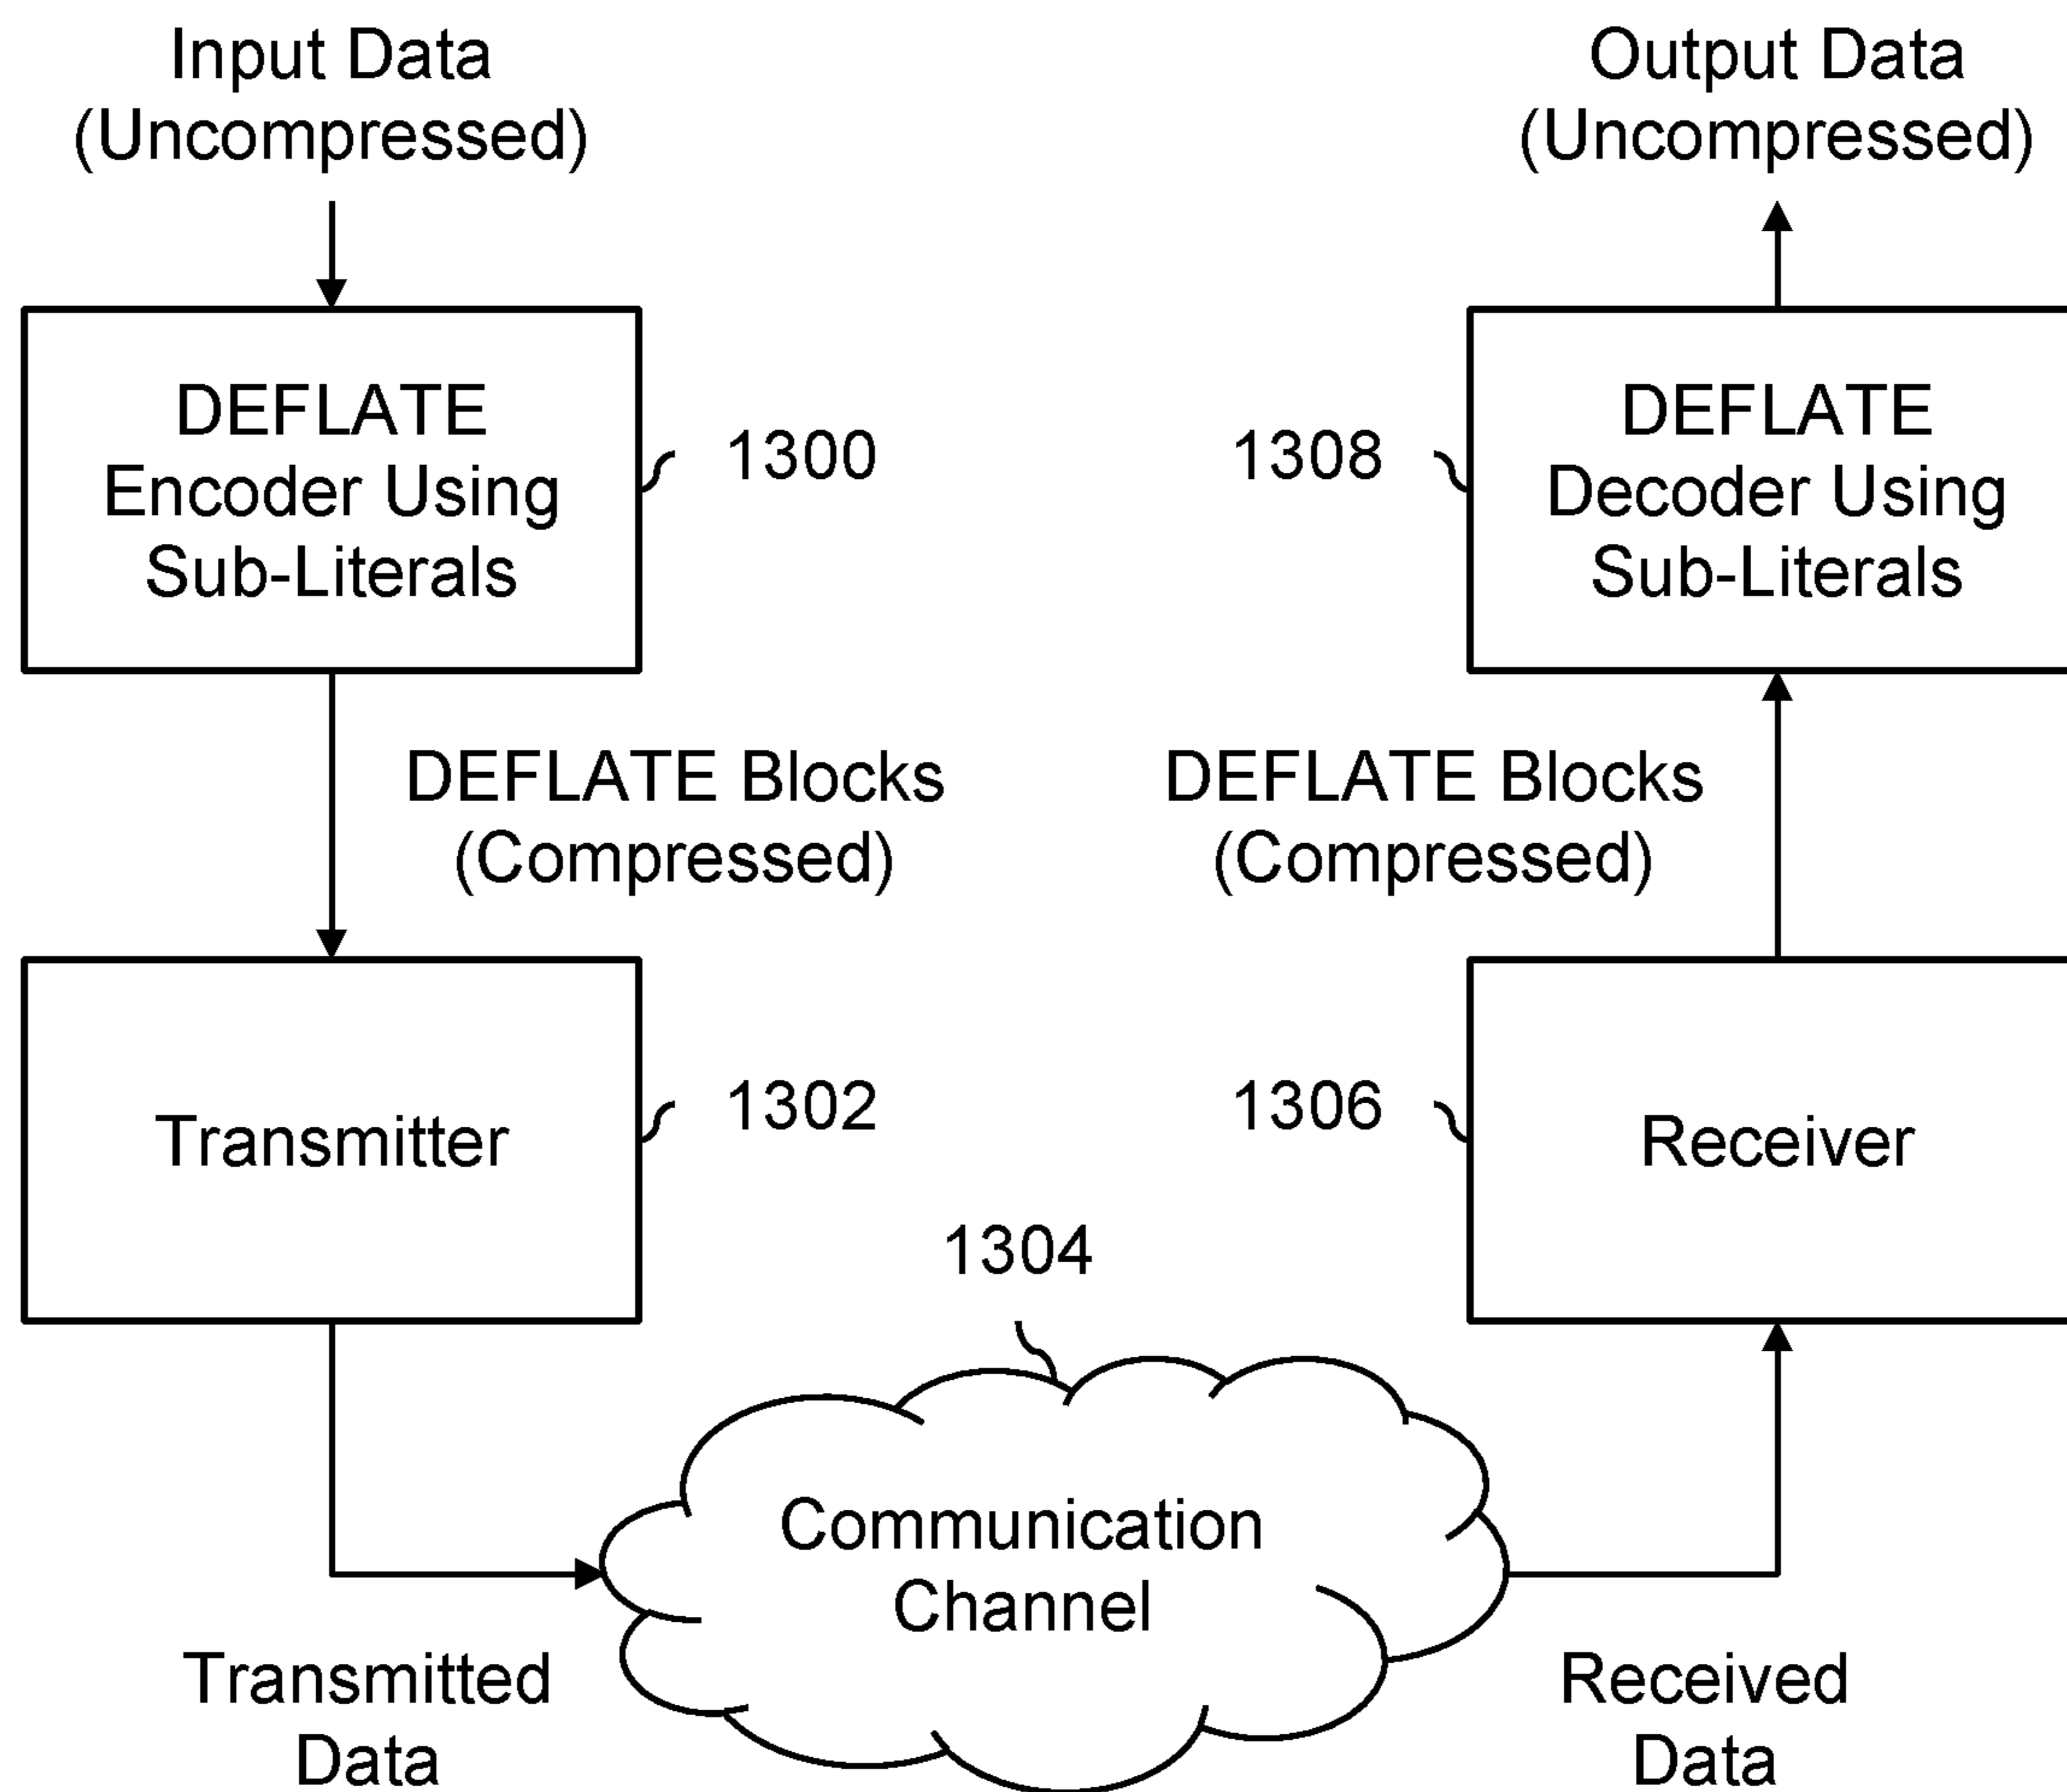 Input Data
(Uncompressed)
Output Data
(Uncompressed)
DEFLATE
Encoder Using
Sub-Literals
1300
1308
DEFLATE
Decoder Using
Sub-Literals
DEFLATE Blocks
(Compressed)
DEFLATE Blocks
(Compressed)
Transmitter
1302
1306
Receiver
1304
Communication
Channel
Transmitted
Data
Received
Data